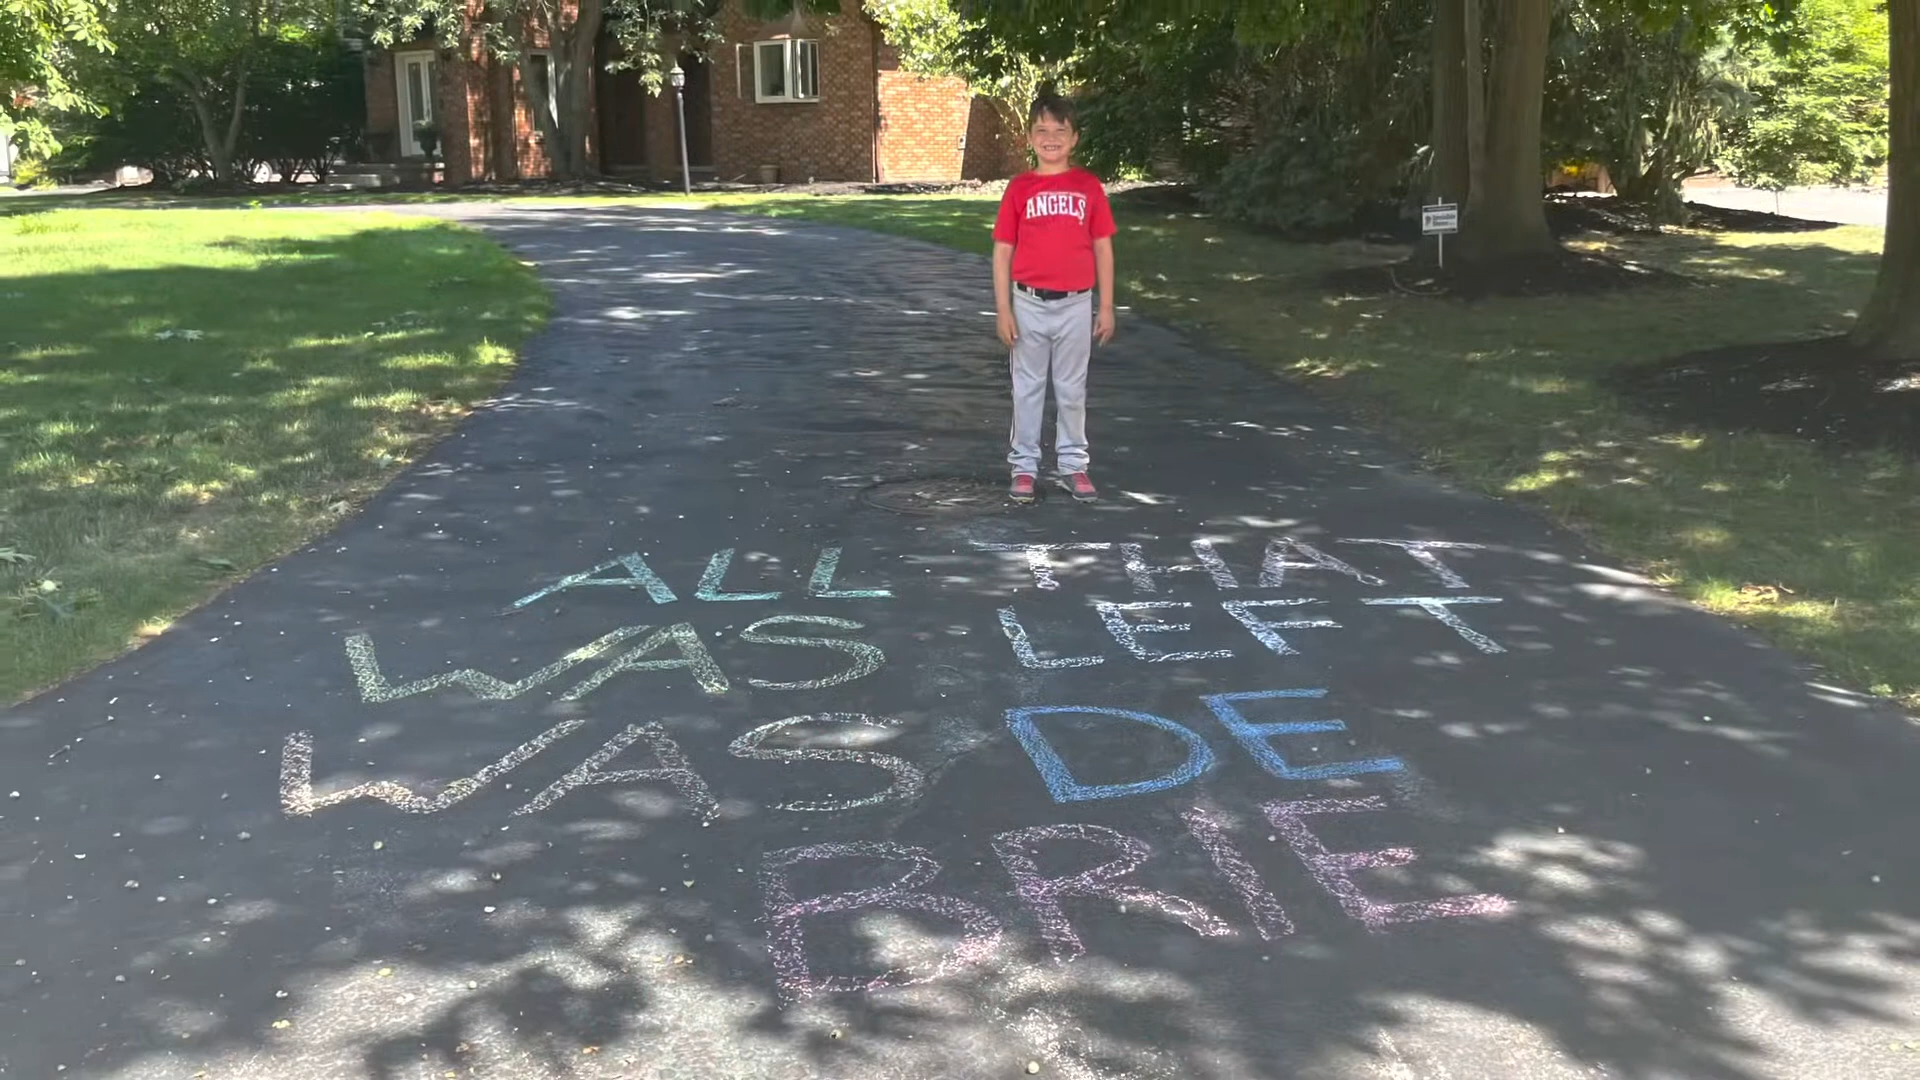 ANGELS
ALL THAT
WAS LEFT
WAS DE
BRIE